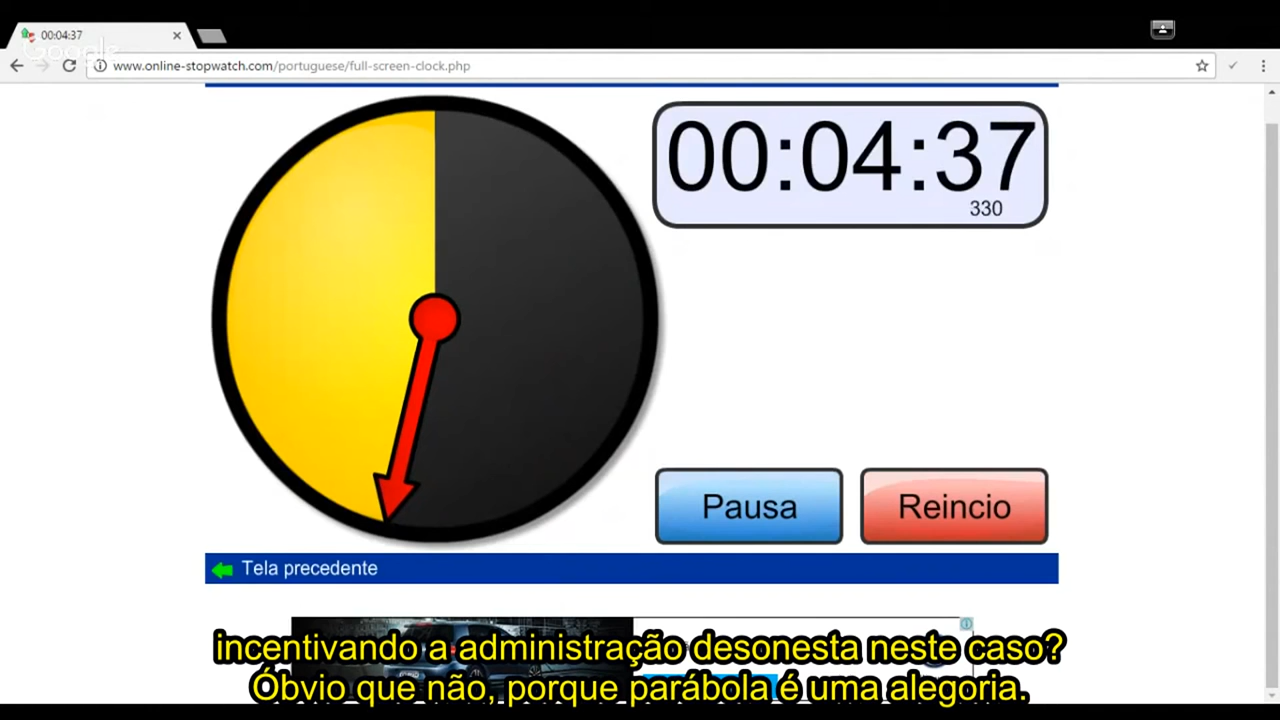 00:04:37
Google
www.online-stopwatch.com/portuguese/full-screen-clock.php
00:04:37
330
Pausa
Reincio
Tela precedente
incentivando a administração desonesta neste caso?
Óbvio que não, porque parábola é uma alegoria.